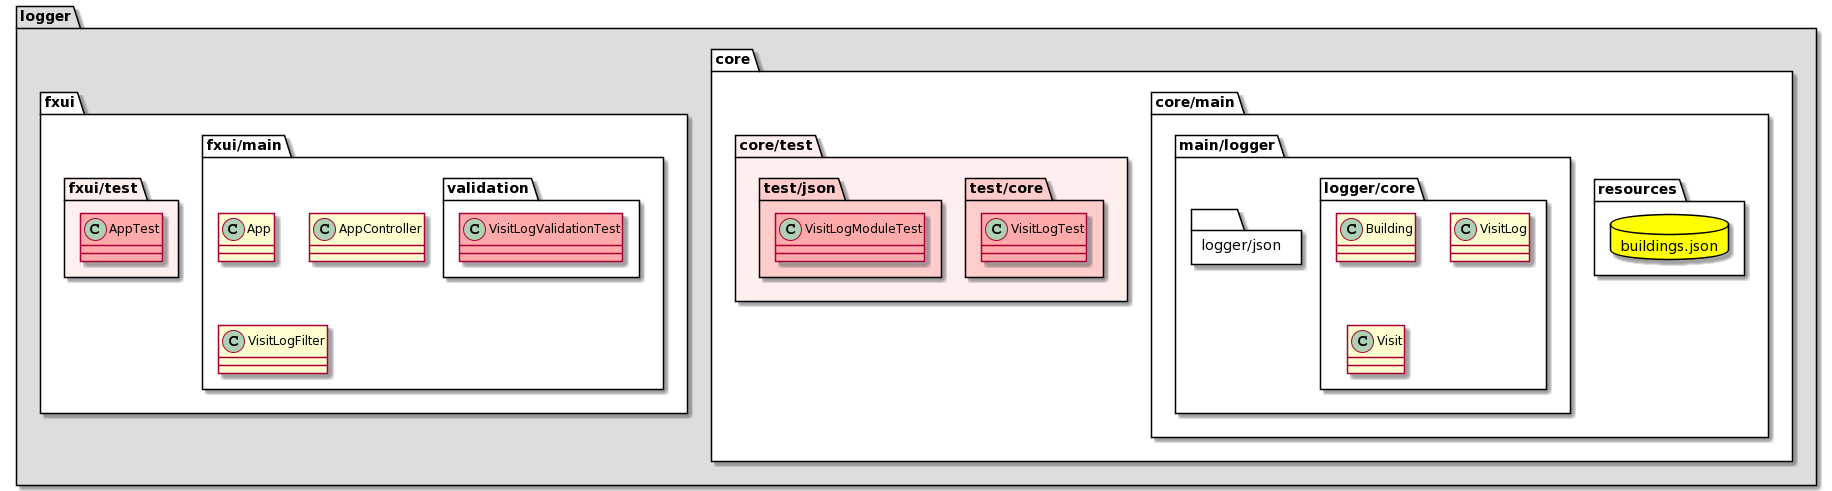 logger
fxui
fxui/test
C AppTest
fxui/main
C App
C AppController
validation
C VisitLogValidationTest
C VisitLogFilter
core
core/test
test/json
C VisitLogModuleTest
test/core
C VisitLogTest
core/main
main/logger
logger/json
logger/core
C Building
C VisitLog
C Visit
resources
buildings.json